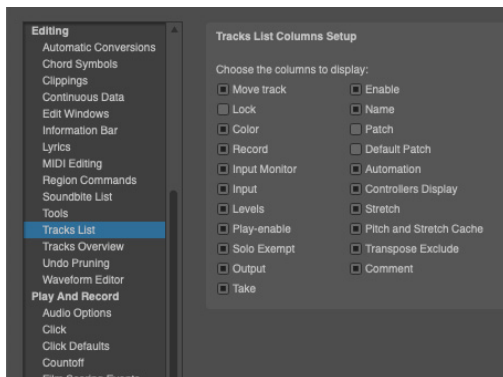 Editing
Automatic Conversions
Chord Symbols
Clippings
Continuous Data
Edit Windows
Information Bar
Lyrics
MIDI Editing
Region Commands
Soundbite List
Tools
Tracks List
Tracks Overview
Undo Pruning
Waveform Editor
Play And Record
Audio Options
Click
Click Defaults
Countoff
Film Scoring Events
Tracks List Columns Setup
Choose the columns to display:
Move track
Lock
Color
Record
Input Monitor
Input
Levels
Play-enable
Solo Exempt
Output
Take
Enable
Name
Patch
Default Patch
Automation
Controllers Display
Stretch
Pitch and Stretch Cache
Transpose Exclude
Comment